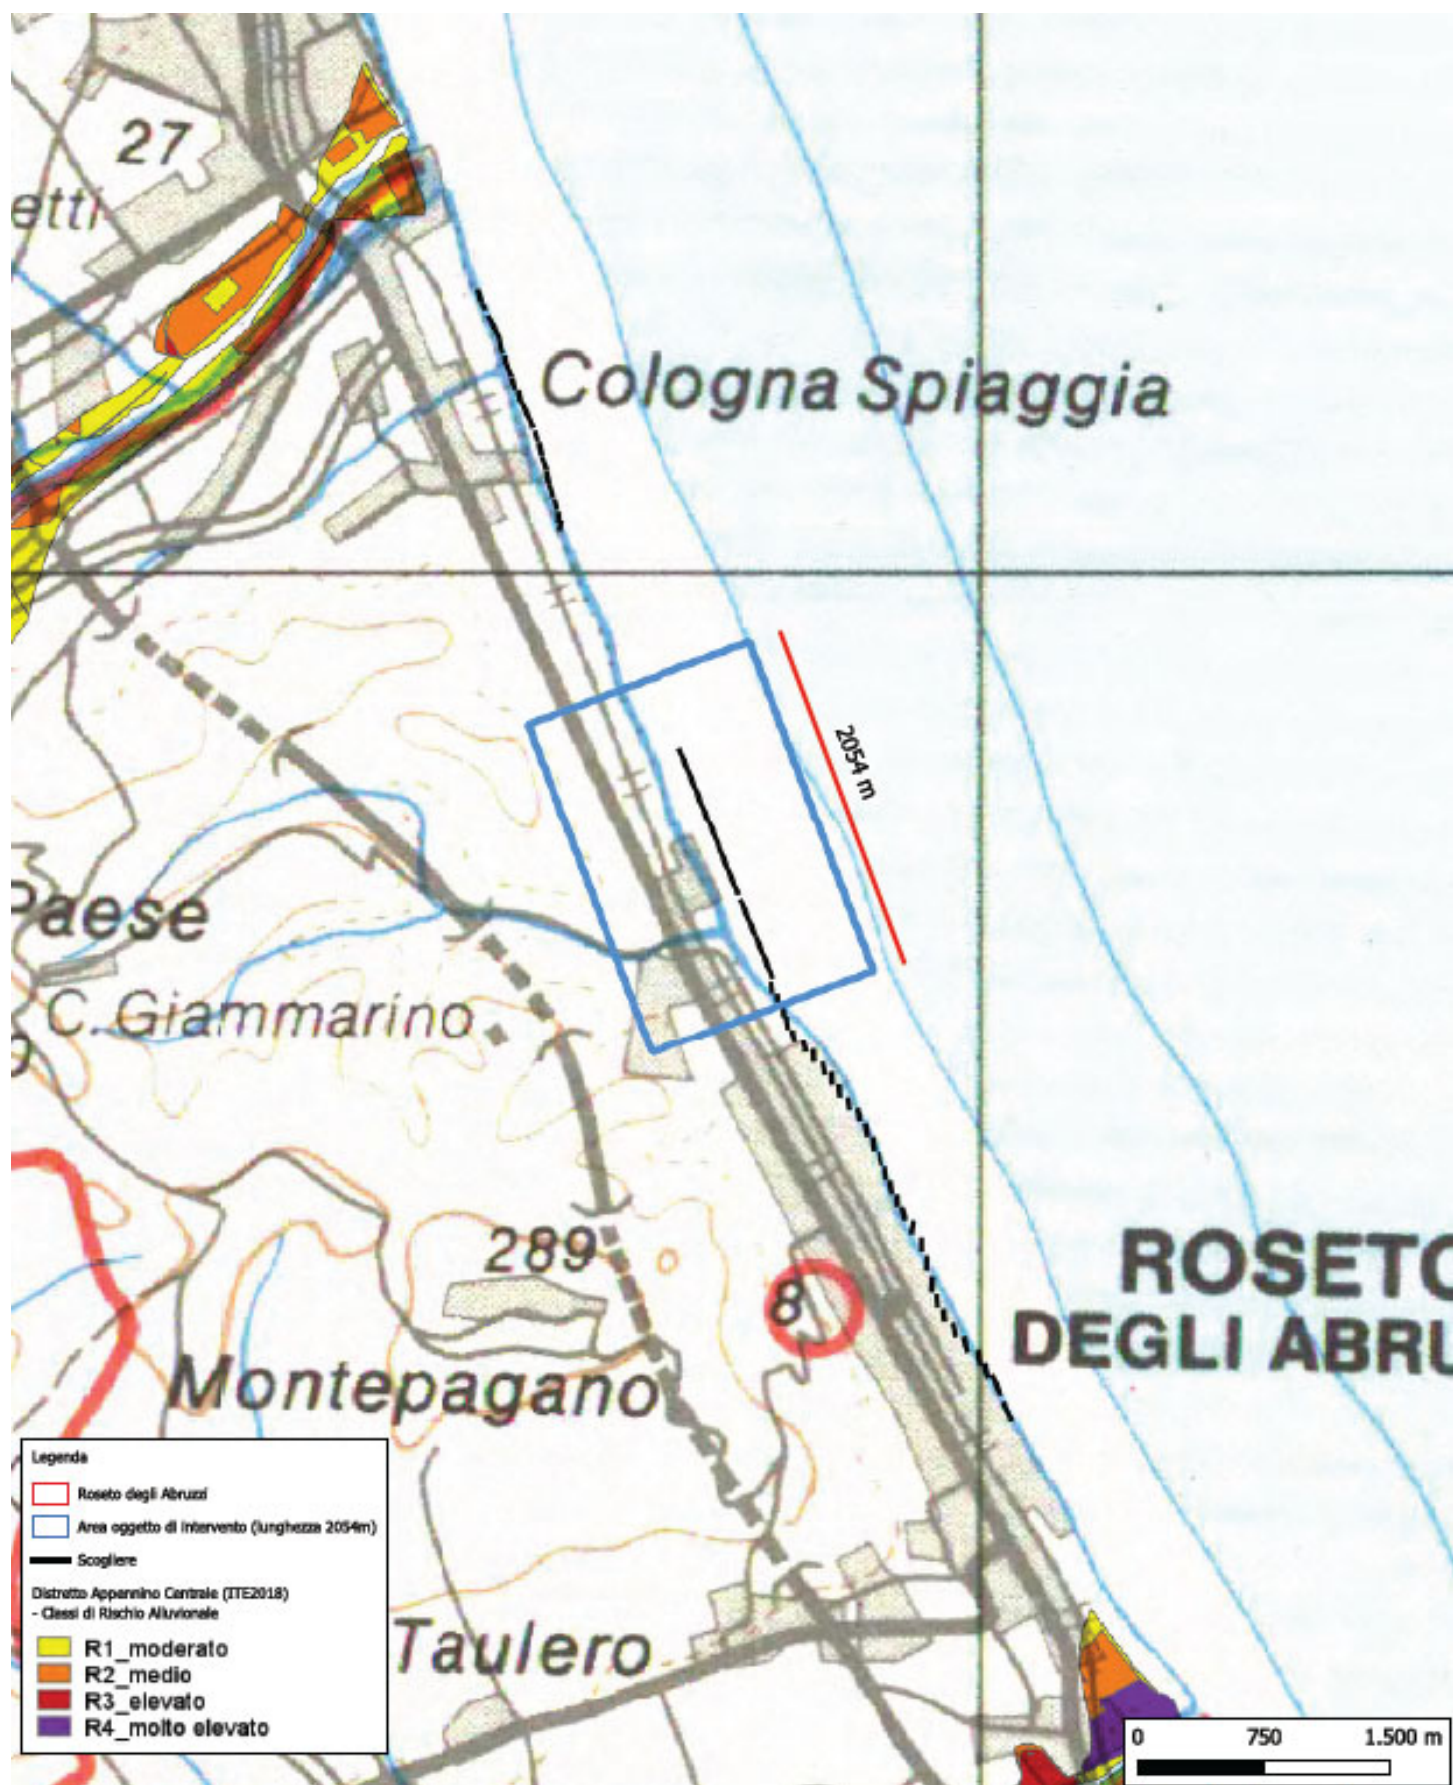 27
etti
Cologna Spiaggia
2054 m
Paese
C. Giammarino
289
8
ROSETO
DEGLI ABRU
Montepagano
Taulero
Legenda
Roseto degli Abruzzi
Area oggetto di intervento (lunghezza 2054m)
Scogliere
Distretto Appennino Centrale (ITE2018)
- Classi di Rischio Alluvionale
R1_moderato
R2_medio
R3_elevato
R4_molto elevato
0 750 1.500 m